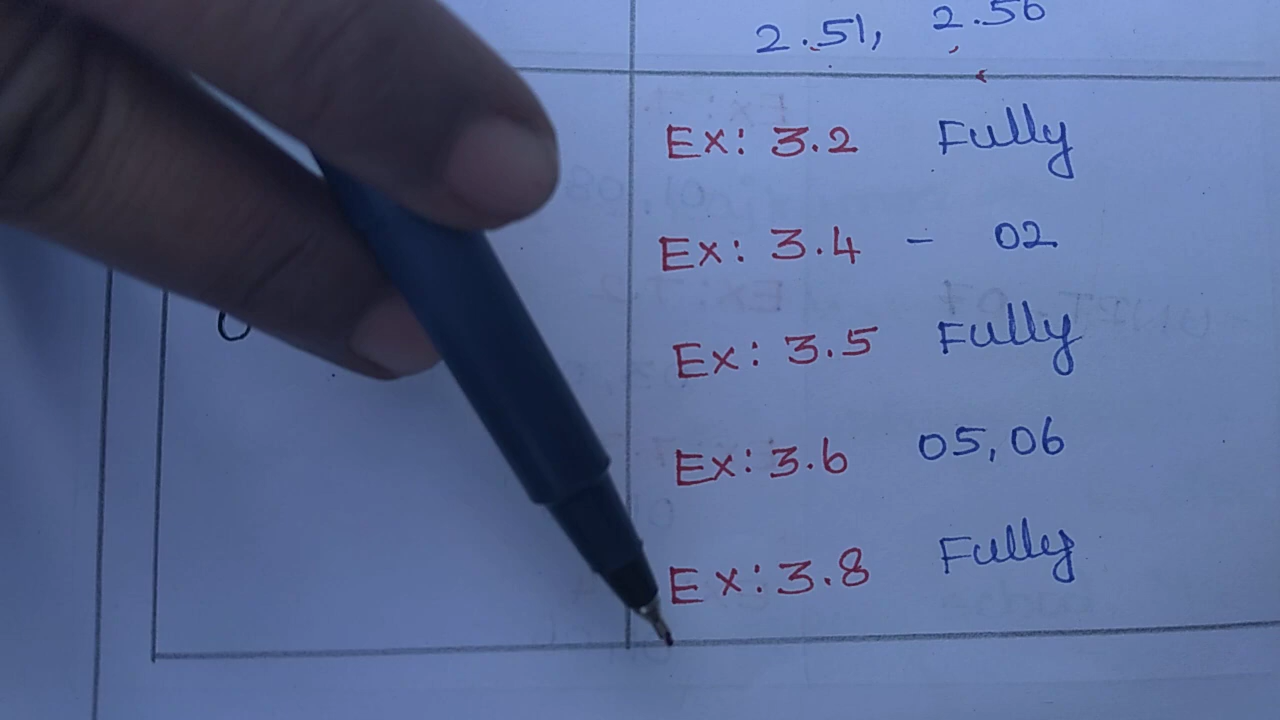 2.51, 2.56
Ex: 3.2 Fully
Ex: 3.4 - 02
Ex: 3.5 Fully
Ex: 3.6 05,06
Ex: 3.8 Fully